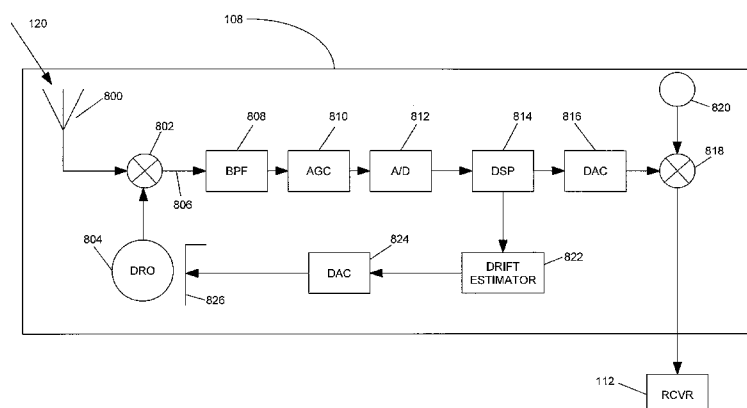 120
108
800
802
808
810
812
814
816
820
818
BPF
AGC
A/D
DSP
DAC
806
804
DRO
824
DAC
DRIFT
ESTIMATOR
822
826
112
RCVR